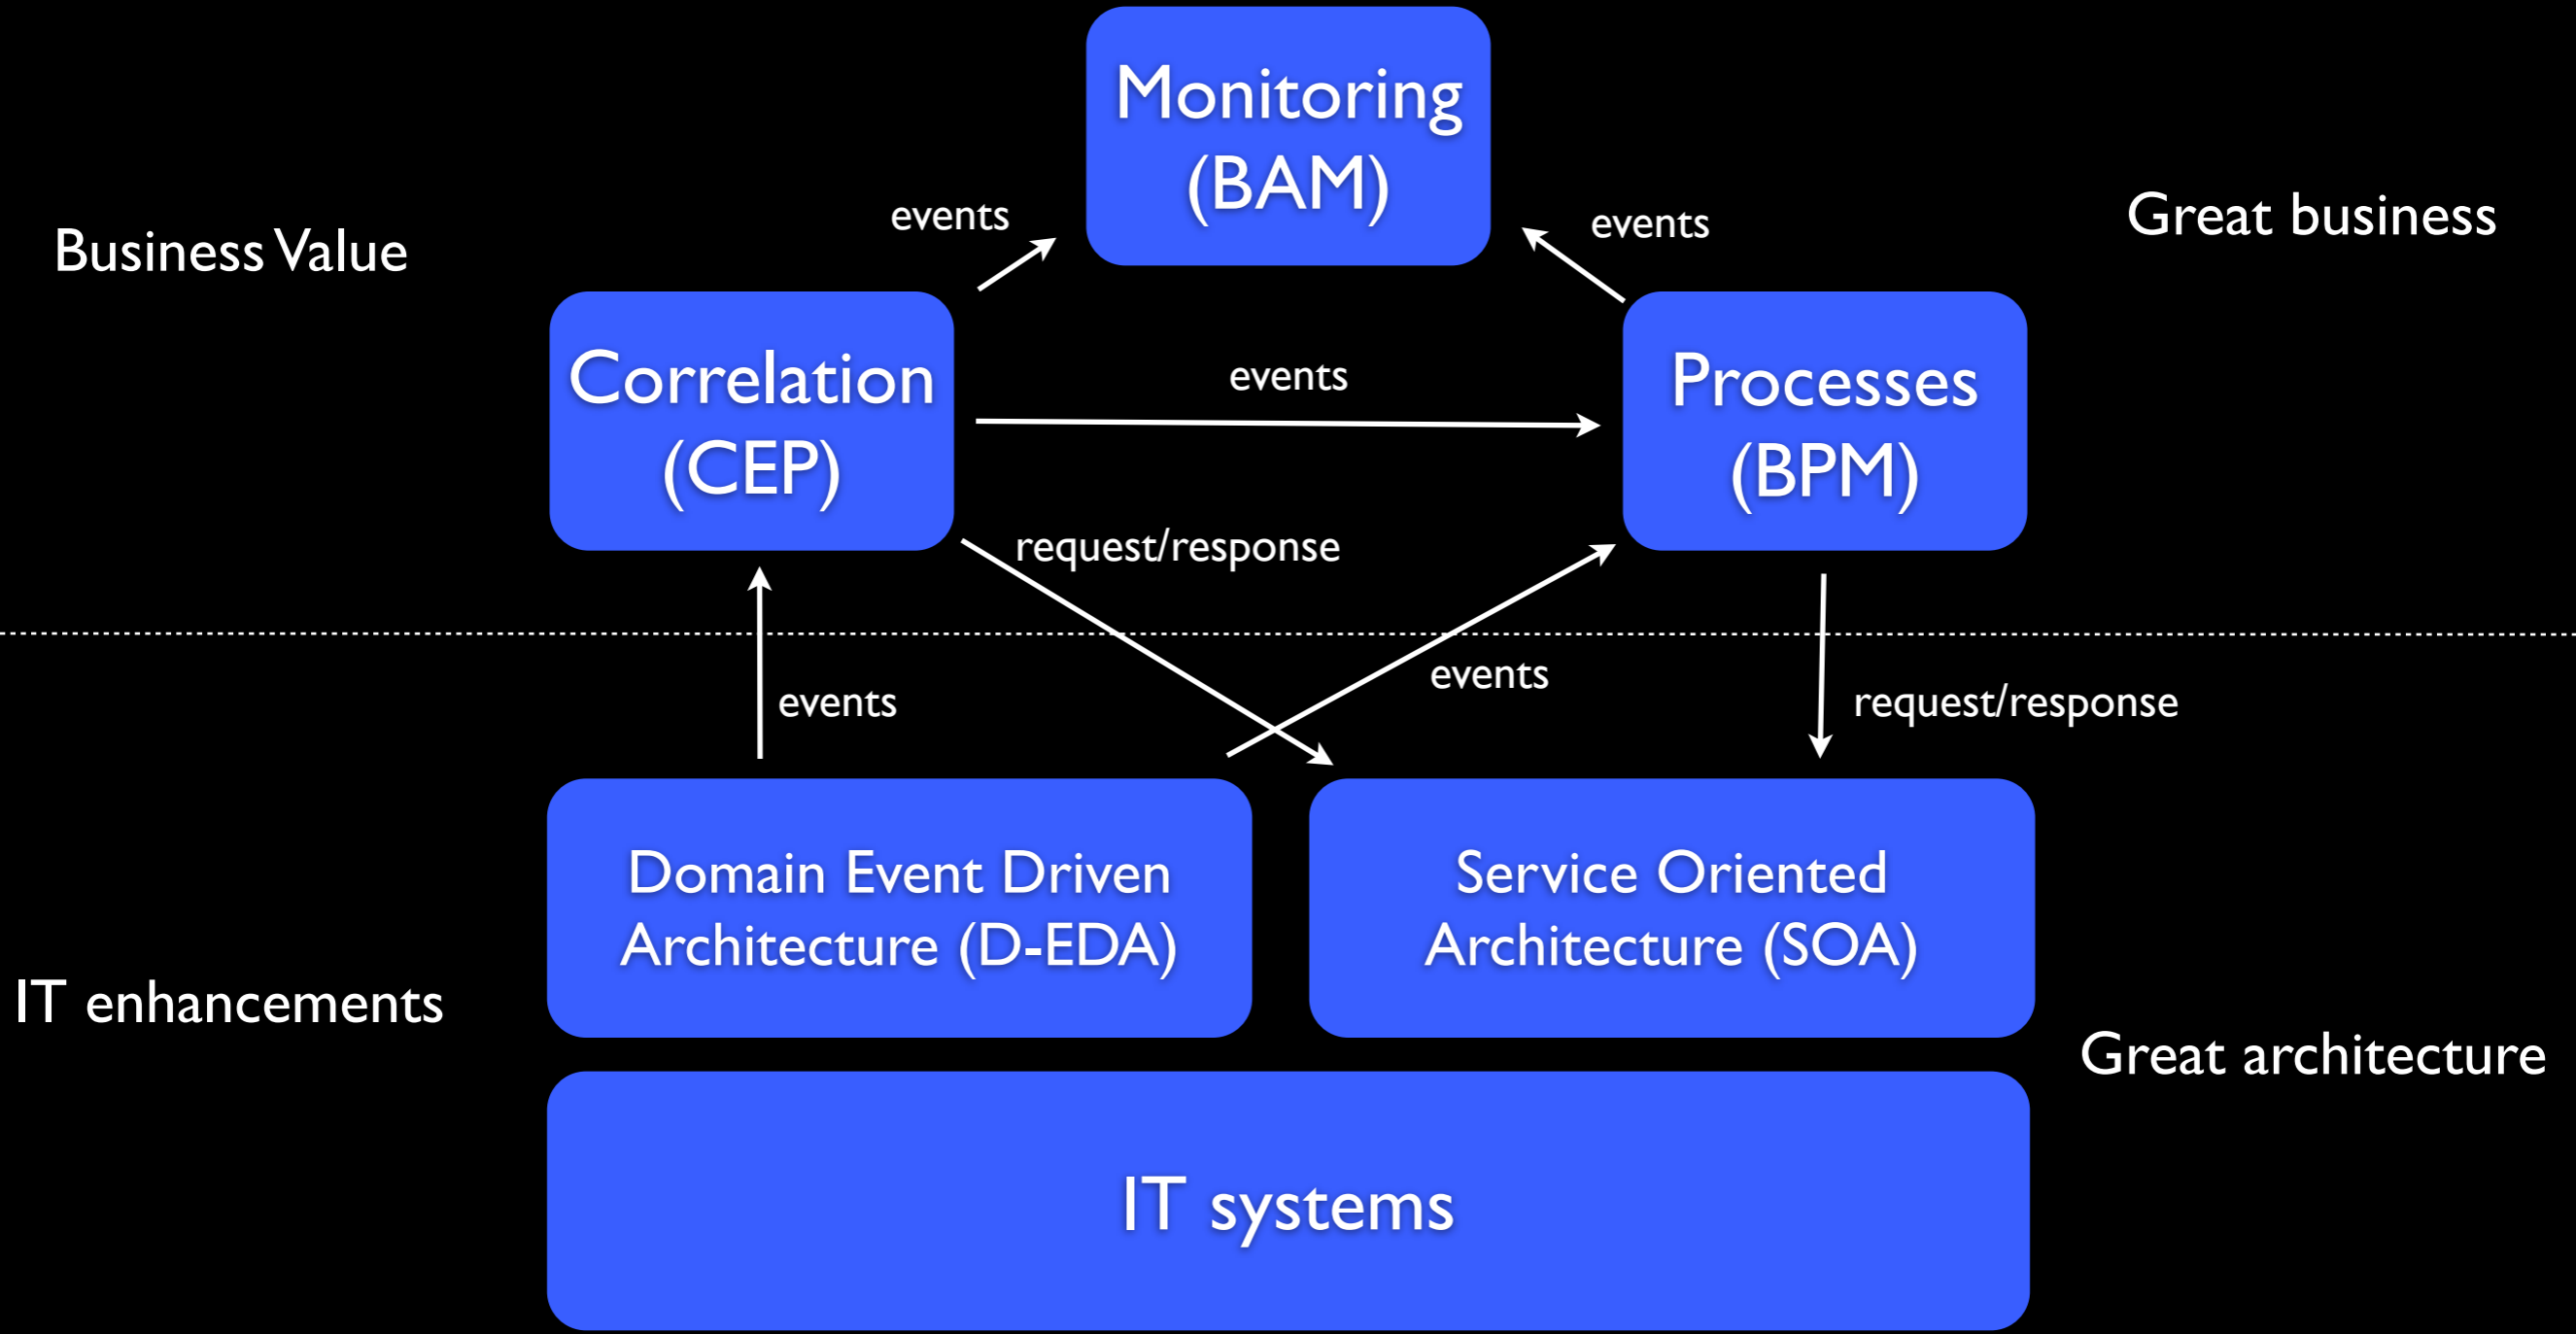 Monitoring
(BAM)
events
events
Business Value
Great business
Correlation
(CEP)
events
Processes
(BPM)
request/response
events
events
request/response
Domain Event Driven
Architecture (D-EDA)
Service Oriented
Architecture (SOA)
IT enhancements
Great architecture
IT systems